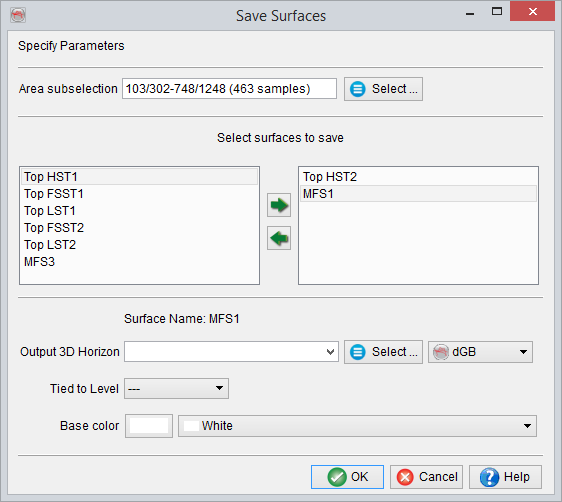 Save Surfaces
Specify Parameters
Area subselection 103/302-748/1248 (463 samples) Select ...
Select surfaces to save
Top HST1
Top FSST1
Top LST1
Top FSST2
Top LST2
MFS3
Top HST2
MFS1
Surface Name: MFS1
Output 3D Horizon Select ... dGB
Tied to Level ---
Base color White
OK Cancel Help